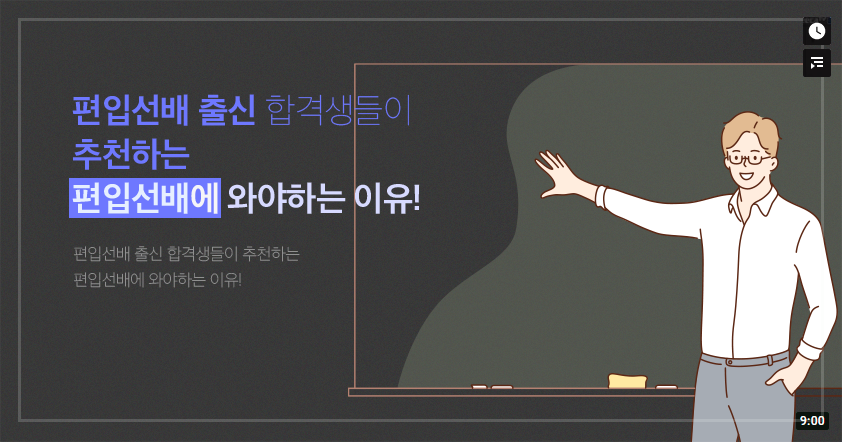 편입선배 출신 합격생들이
추천하는
편입선배에 와야하는 이유!
편입선배 출신 합격생들이 추천하는
편입선배에 와야하는 이유!
9:00